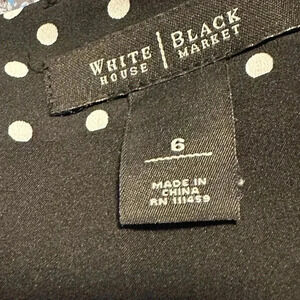 WHITE | BLACK
HOUSE | MARKET
6
MADE IN
CHINA
RN 111459